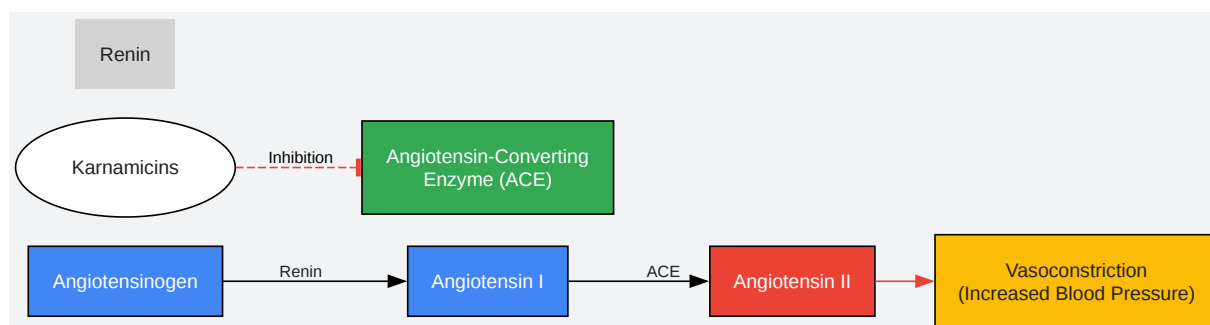 Renin
Karnamicins
Inhibition
Angiotensin-Converting
Enzyme (ACE)
Angiotensinogen
Renin
Angiotensin I
ACE
Angiotensin II
Vasoconstriction
(Increased Blood Pressure)